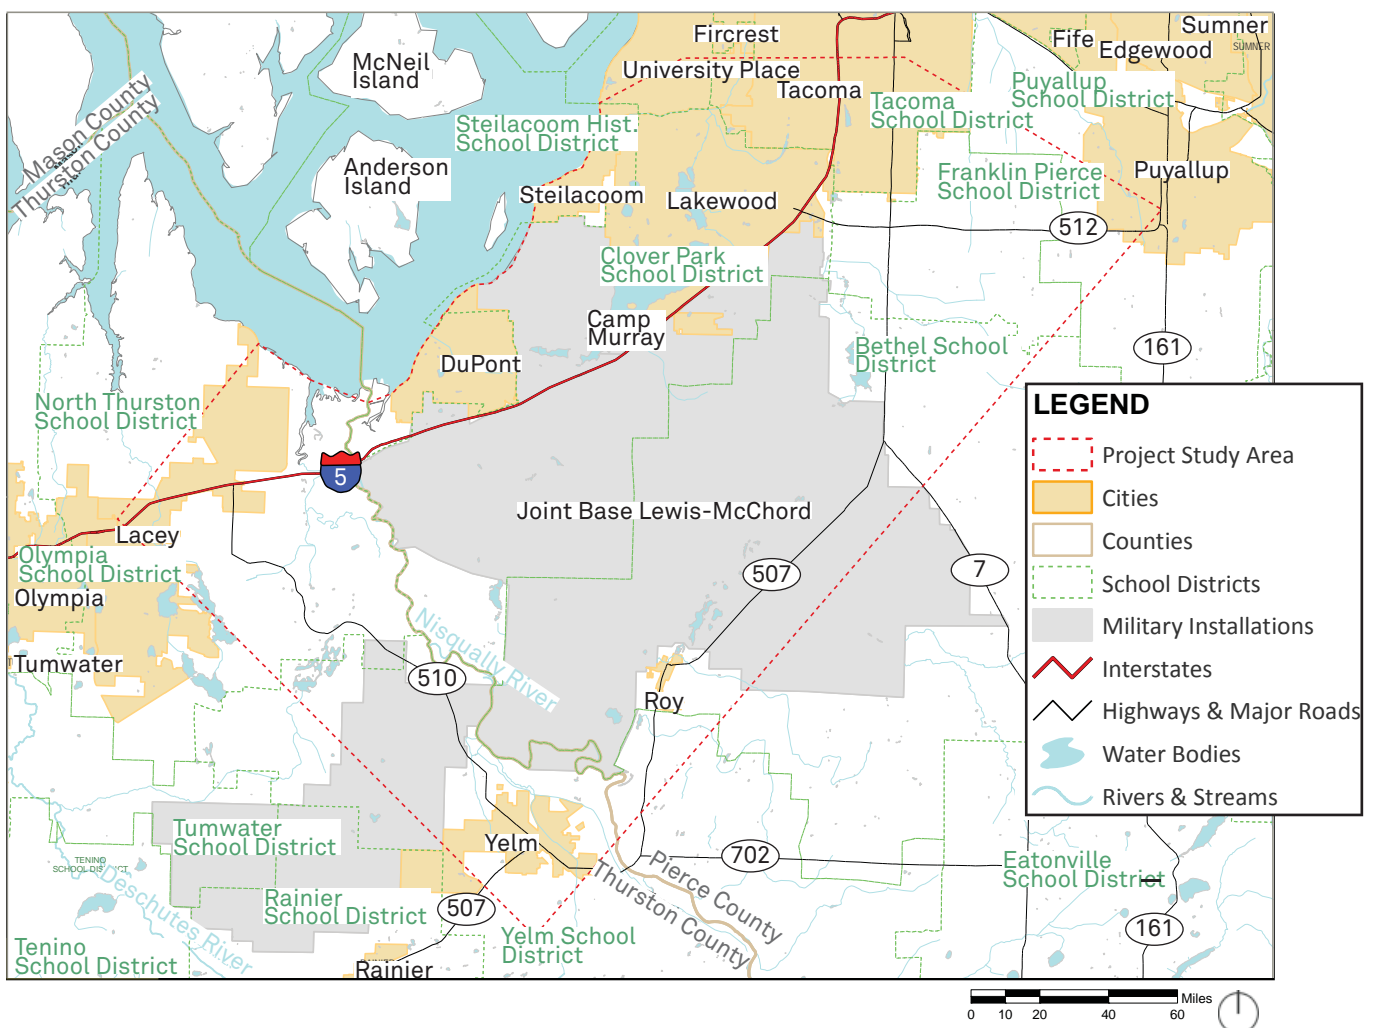 Sumner
SUMNER
Fircrest
Fife
Edgewood
McNeil
Island
University Place
Tacoma
Puyallup
School District
Mason County
Thurston County
Tacoma
School District
Steilacoom Hist.
School District
Anderson
Island
Franklin Pierce
School District
Puyallup
Steilacoom
Lakewood
512
Clover Park
School District
Camp
Murray
161
Bethel School
District
DuPont
North Thurston
School District
5
Joint Base Lewis-McChord
Lacey
Olympia
School District
Olympia
507
7
Nisqually River
Tumwater
510
Roy
LEGEND
Project Study Area
Cities
Counties
School Districts
Military Installations
Interstates
Highways & Major Roads
Water Bodies
Rivers & Streams
Tumwater
School District
Yelm
702
Pierce County
Thurston County
Eatonville
School District
TENINO
SCHOOL DISTRICT
Deschutes River
Rainier
School District
507
161
Yelm School
District
Tenino
School District
Rainier
Miles
0 10 20 40 60